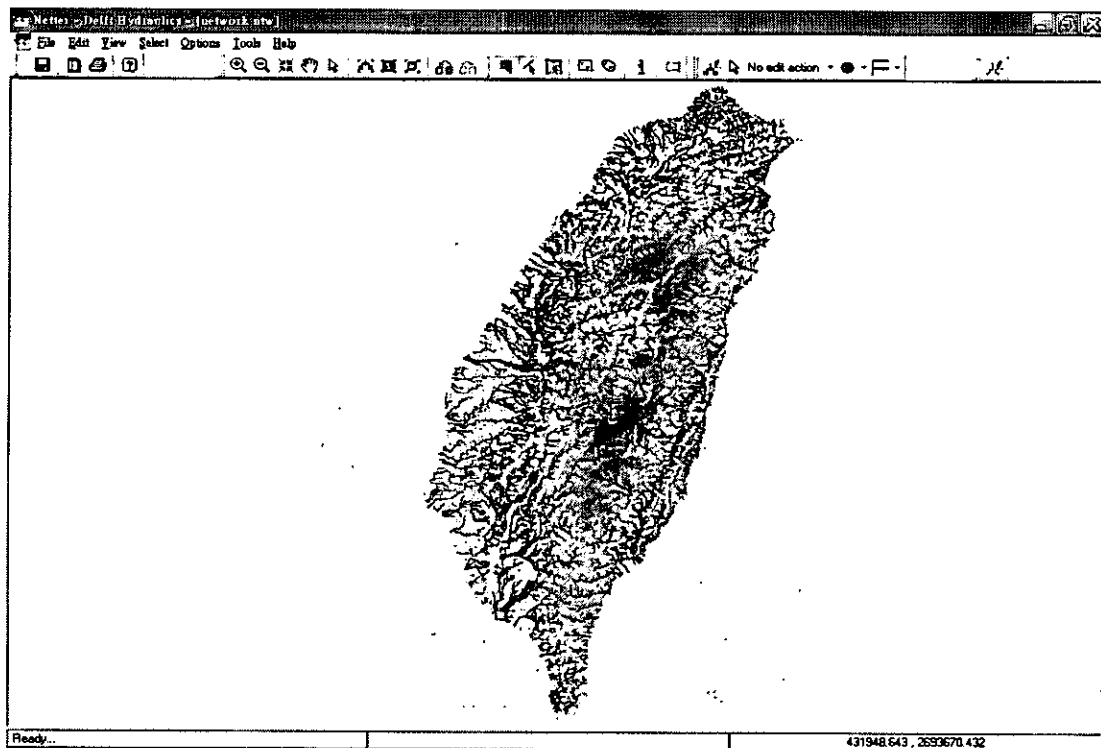 Netter - Delft Hydraulics - [network.ntw]
File Edit View Select Options Tools Help
No edit action
Ready...
431948.643 , 2693670.432